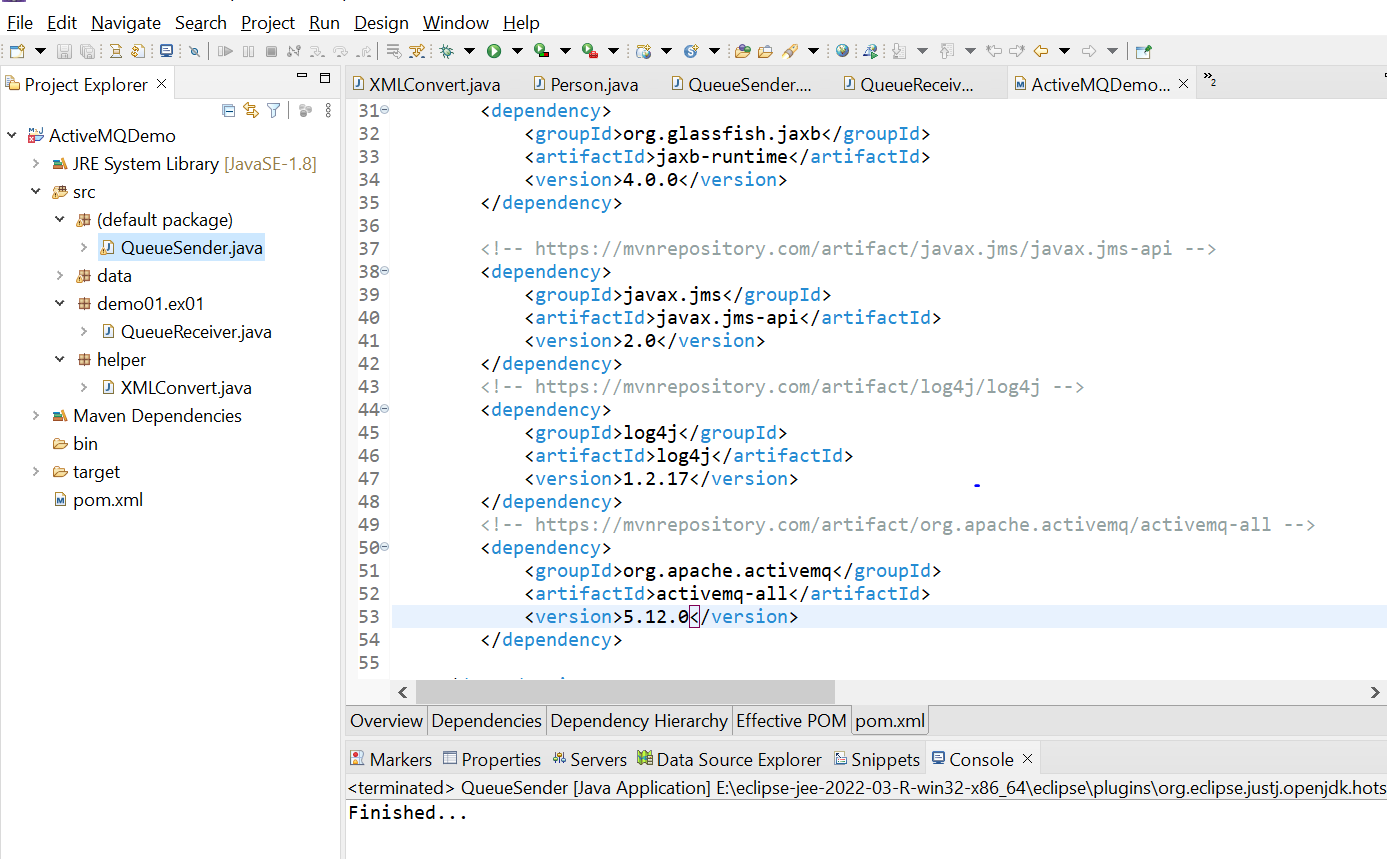 File Edit Navigate Search Project Run Design Window Help
Project Explorer
XMLConvert.java Person.java QueueSender.... QueueReceiv... ActiveMQDemo... »2
ActiveMQDemo
JRE System Library [JavaSE-1.8]
src
(default package)
QueueSender.java
data
demo01.ex01
QueueReceiver.java
helper
XMLConvert.java
Maven Dependencies
bin
target
pom.xml
31 <dependency>
32 <groupId>org.glassfish.jaxb</groupId>
33 <artifactId>jaxb-runtime</artifactId>
34 <version>4.0.0</version>
35 </dependency>
36
37 <!-- https://mvnrepository.com/artifact/javax.jms/javax.jms-api -->
38 <dependency>
39 <groupId>javax.jms</groupId>
40 <artifactId>javax.jms-api</artifactId>
41 <version>2.0</version>
42 </dependency>
43 <!-- https://mvnrepository.com/artifact/log4j/log4j -->
44 <dependency>
45 <groupId>log4j</groupId>
46 <artifactId>log4j</artifactId>
47 <version>1.2.17</version>
48 </dependency>
49 <!-- https://mvnrepository.com/artifact/org.apache.activemq/activemq-all -->
50 <dependency>
51 <groupId>org.apache.activemq</groupId>
52 <artifactId>activemq-all</artifactId>
53 <version>5.12.0</version>
54 </dependency>
55
Overview Dependencies Dependency Hierarchy Effective POM pom.xml
Markers Properties Servers Data Source Explorer Snippets Console
<terminated> QueueSender [Java Application] E:\eclipse-jee-2022-03-R-win32-x86_64\eclipse\plugins\org.eclipse.justj.openjdk.hots
Finished...